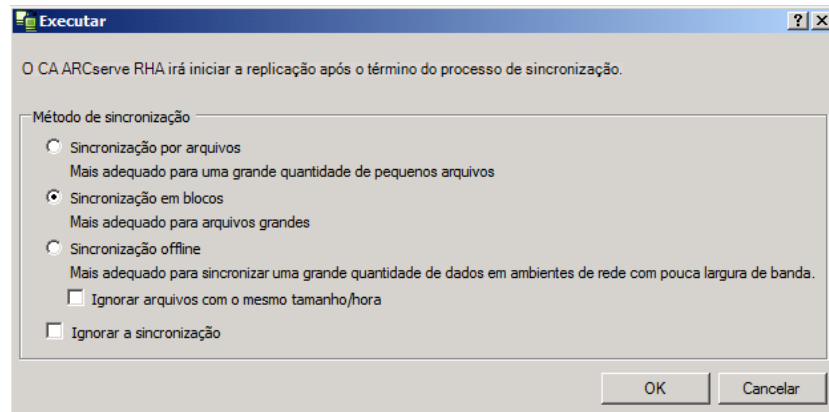 Executar
O CA ARCserve RHA irá iniciar a replicação após o término do processo de sincronização.
Método de sincronização
Sincronização por arquivos
Mais adequado para uma grande quantidade de pequenos arquivos
Sincronização em blocos
Mais adequado para arquivos grandes
Sincronização offline
Mais adequado para sincronizar uma grande quantidade de dados em ambientes de rede com pouca largura de banda.
Ignorar arquivos com o mesmo tamanho/hora
Ignorar a sincronização
OK Cancelar